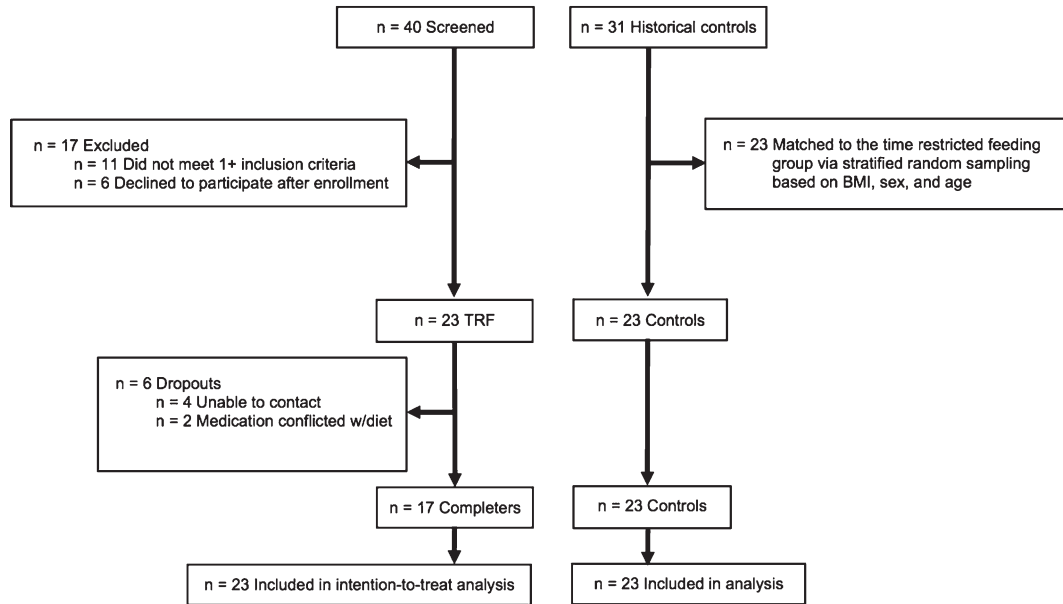 n = 40 Screened
n = 31 Historical controls
n = 17 Excluded
n = 11 Did not meet 1+ inclusion criteria
n = 6 Declined to participate after enrollment
n = 23 Matched to the time restricted feeding
group via stratified random sampling
based on BMI, sex, and age
n = 23 TRF
n = 23 Controls
n = 6 Dropouts
n = 4 Unable to contact
n = 2 Medication conflicted w/diet
n = 17 Completers
n = 23 Controls
n = 23 Included in intention-to-treat analysis
n = 23 Included in analysis